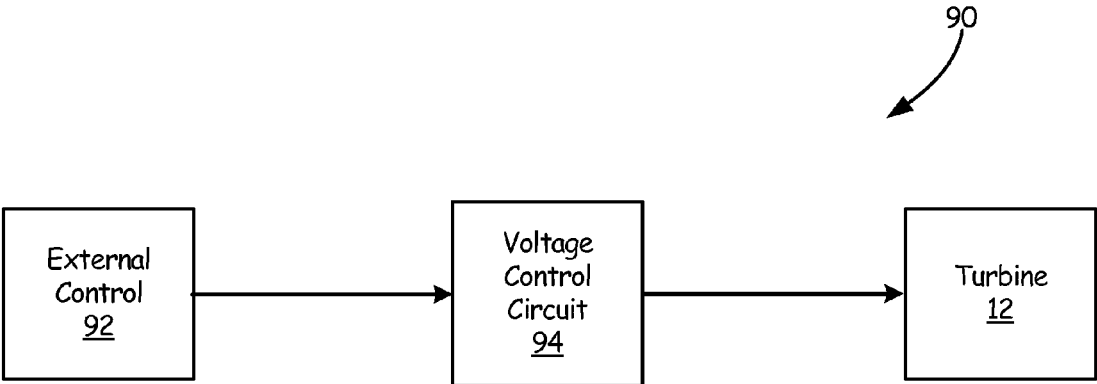 90
External
Control
92
Voltage
Control
Circuit
94
Turbine
12